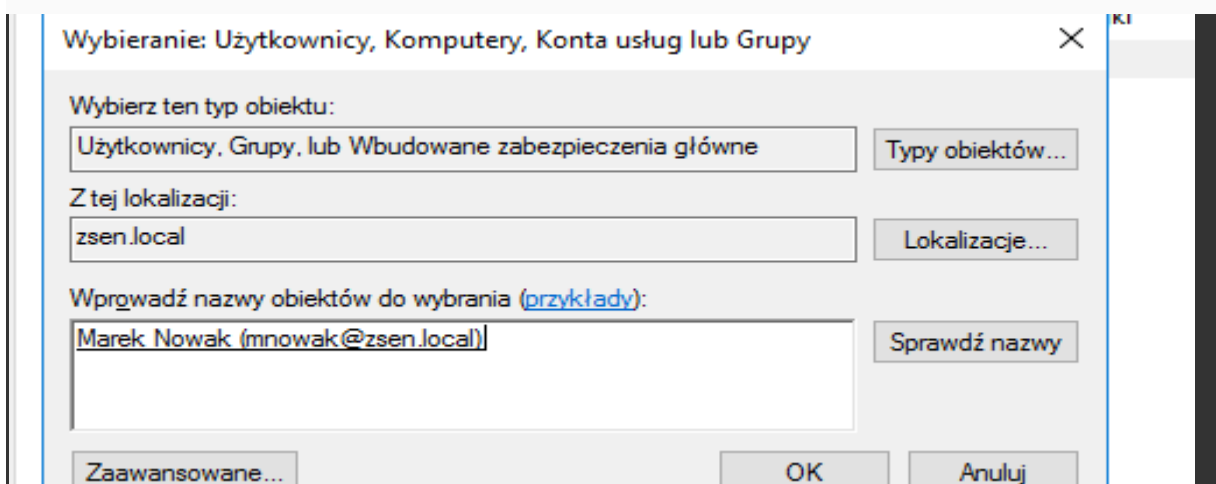 Wybieranie: Użytkownicy, Komputery, Konta usług lub Grupy
Wybierz ten typ obiektu:
Użytkownicy, Grupy, lub Wbudowane zabezpieczenia główne
Typy obiektów...
Z tej lokalizacji:
zsen.local
Lokalizacje...
Wprowadź nazwy obiektów do wybrania (przykłady):
Marek Nowak (mnowak@zsen.local)
Sprawdź nazwy
Zaawansowane...
OK
Anuluj